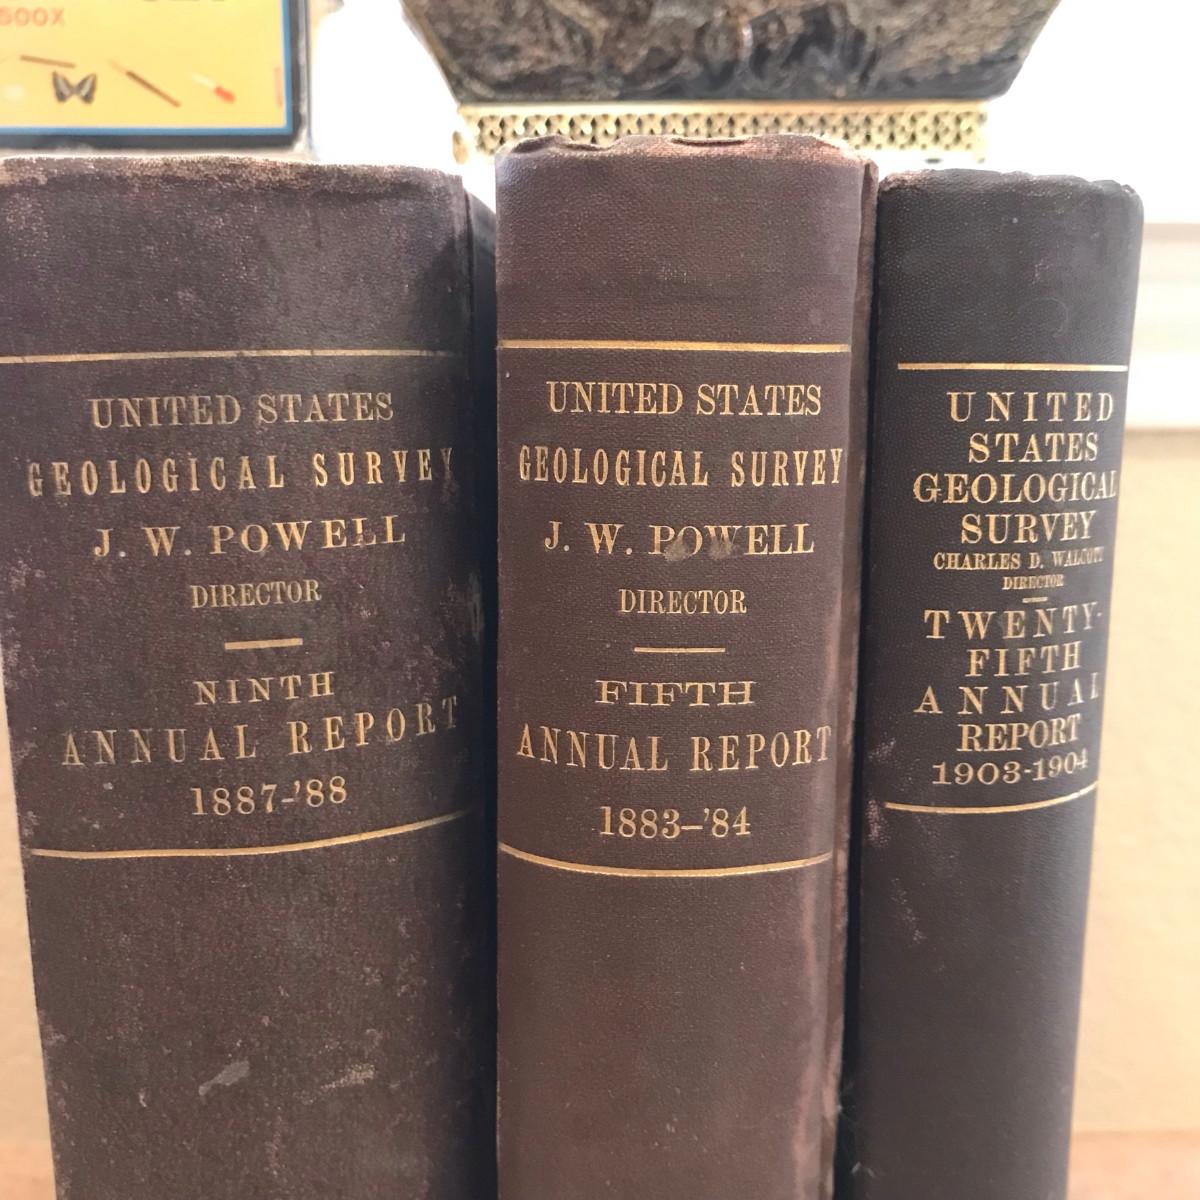 500X
UNITED STATES
GEOLOGICAL SURVEY
J. W. POWELL
DIRECTOR
NINTH
ANNUAL REPORT
1887-'88
UNITED STATES
GEOLOGICAL SURVEY
J. W. POWELL
DIRECTOR
FIFTH
ANNUAL REPORT
1883-'84
UNITED
STATES
GEOLOGICAL
SURVEY
CHARLES D. WALCOTT
DIRECTOR
TWENTY-
FIFTH
ANNUAL
REPORT
1903-1904